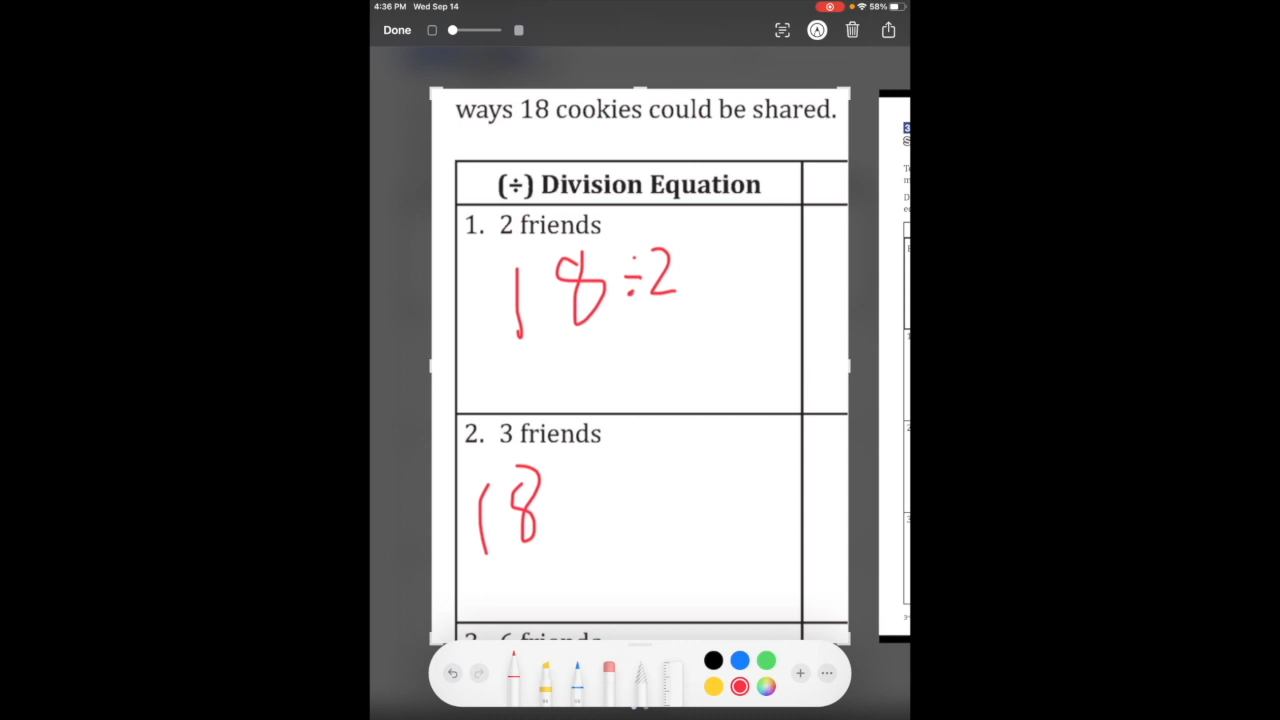 4:36 PM Wed Sep 14
58%
Done
ways 18 cookies could be shared.
(÷) Division Equation
1. 2 friends
18÷2
2. 3 friends
18